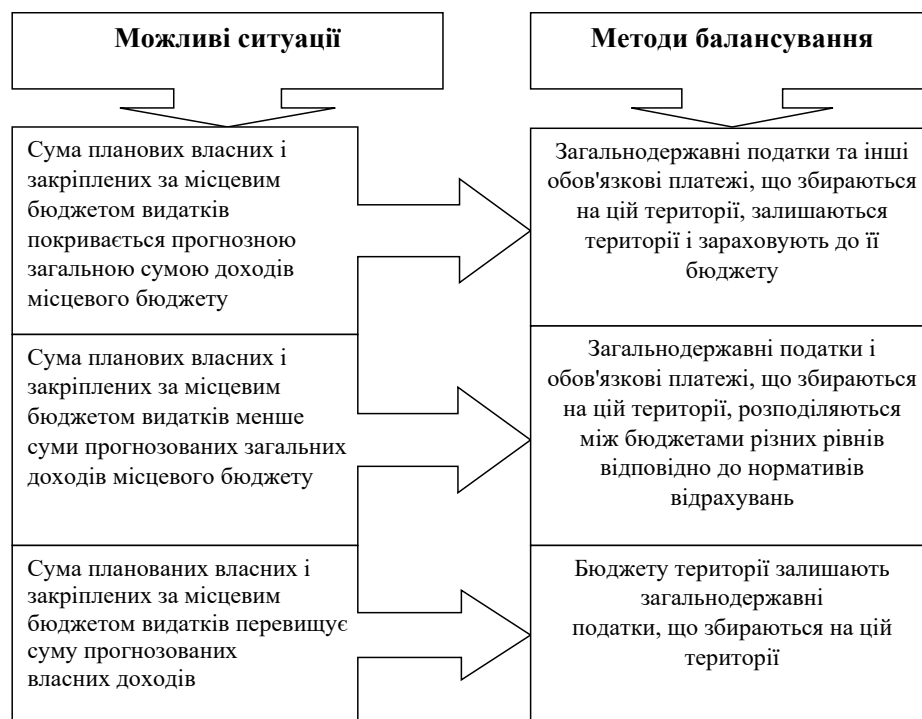 Можливі ситуації
Методи балансування
Сума планових власних і
закріплених за місцевим
бюджетом видатків
покривається прогнозною
загальною сумою доходів
місцевого бюджету
Загальнодержавні податки та інші
обов'язкові платежі, що збираються
на цій території, залишаються
території і зараховують до її
бюджету
Сума планових власних і
закріплених за місцевим
бюджетом видатків менше
суми прогнозованих загальних
доходів місцевого бюджету
Загальнодержавні податки і
обов'язкові платежі, що збираються
на цій території, розподіляються
між бюджетами різних рівнів
відповідно до нормативів
відрахувань
Сума планованих власних і
закріплених за місцевим
бюджетом видатків перевищує
суму прогнозованих
власних доходів
Бюджету території залишають
загальнодержавні
податки, що збираються на цій
території